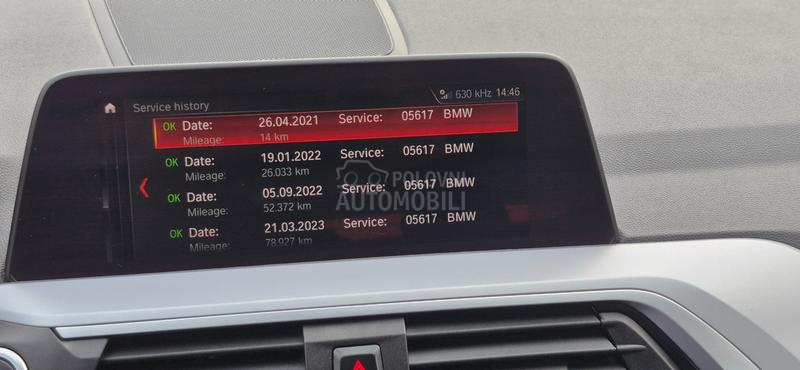 630 kHz 14:46
Service history
OK Date: 26.04.2021 Service: 05617 BMW
Mileage: 14 km
OK Date: 19.01.2022 Service: 05617 BMW
Mileage: 26.033 km
OK Date: 05.09.2022 Service: 05617 BMW
Mileage: 52.372 km
OK Date: 21.03.2023 Service: 05617 BMW
Mileage: 78.927 km
POLOVNI
AUTOMOBILI